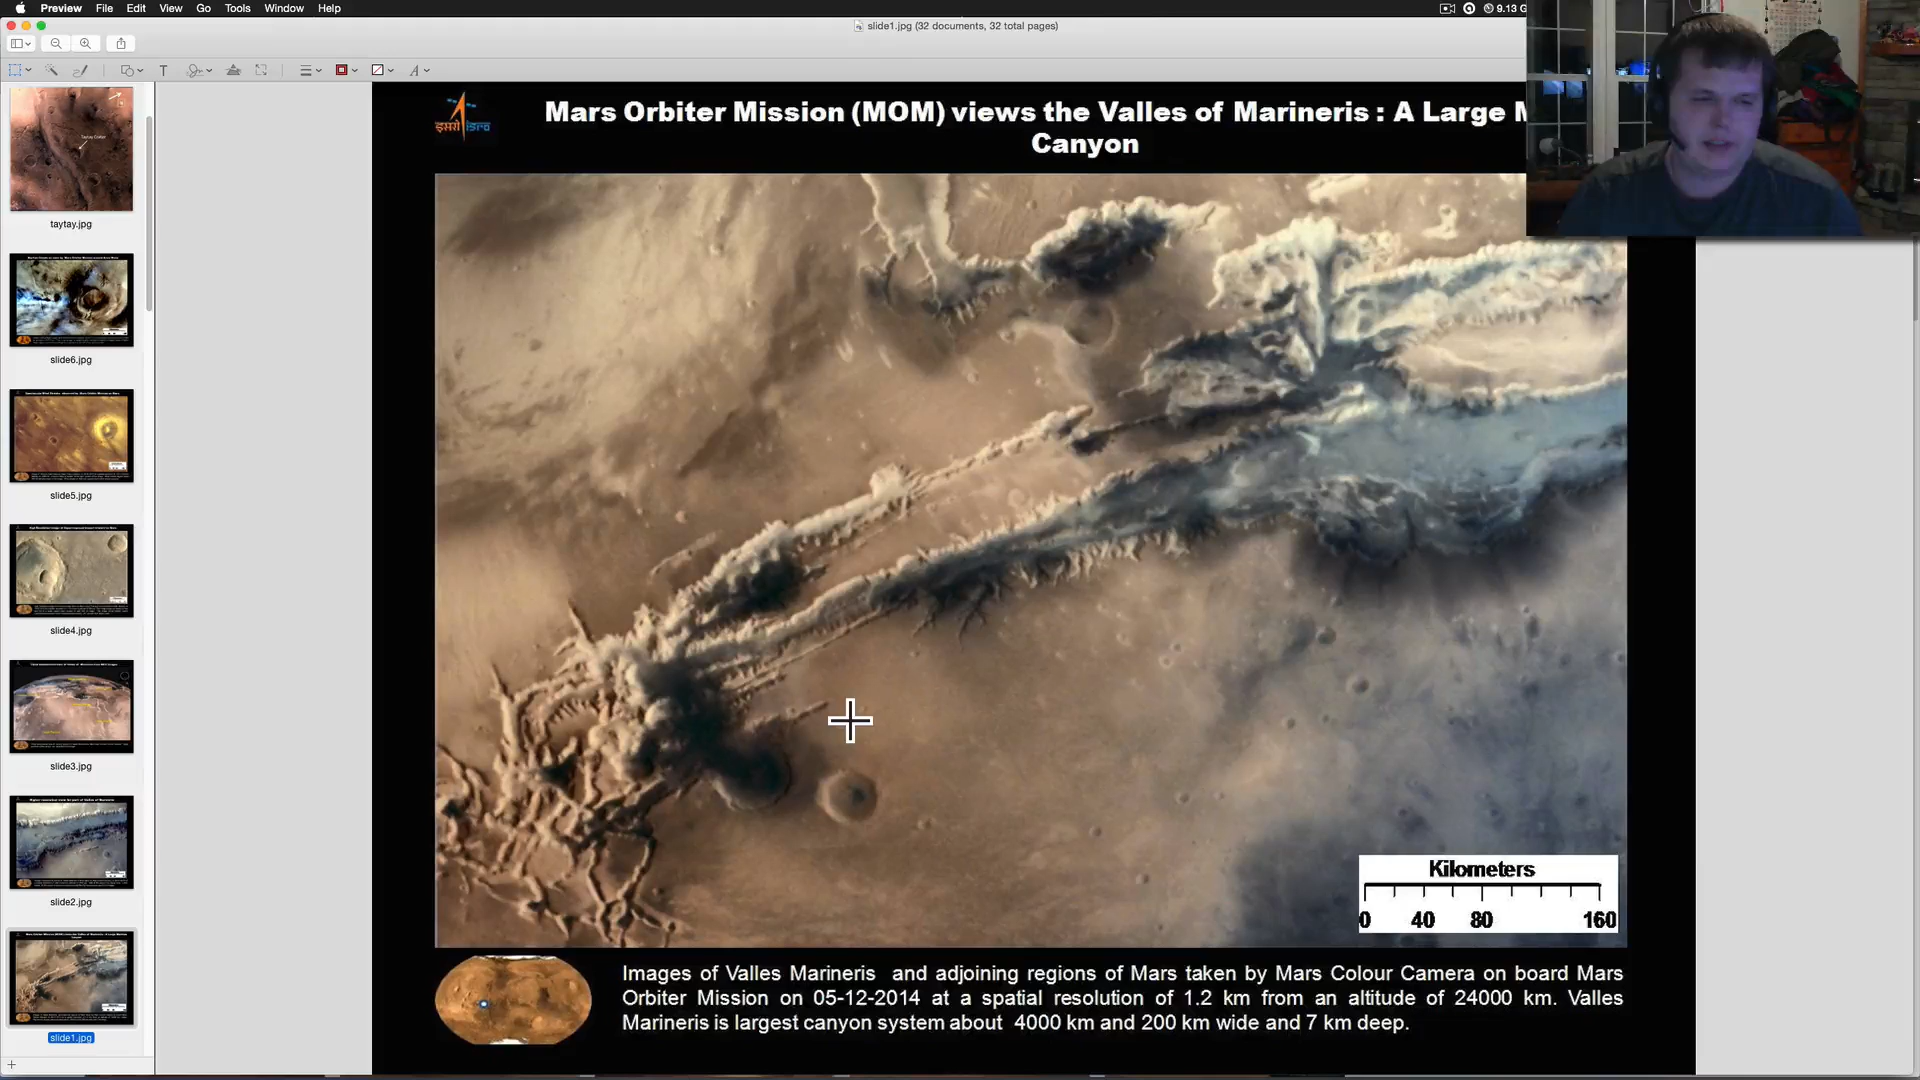 Preview File Edit View Go Tools Window Help
9.13 G
slide1.jpg (32 documents, 32 total pages)
taytay.jpg
slide6.jpg
slide5.jpg
slide4.jpg
slide3.jpg
slide2.jpg
slide1.jpg
इसरो isro
Mars Orbiter Mission (MOM) views the Valles of Marineris : A Large M
Canyon
Kilometers
0 40 80 160
Images of Valles Marineris and adjoining regions of Mars taken by Mars Colour Camera on board Mars
Orbiter Mission on 05-12-2014 at a spatial resolution of 1.2 km from an altitude of 24000 km. Valles
Marineris is largest canyon system about 4000 km and 200 km wide and 7 km deep.